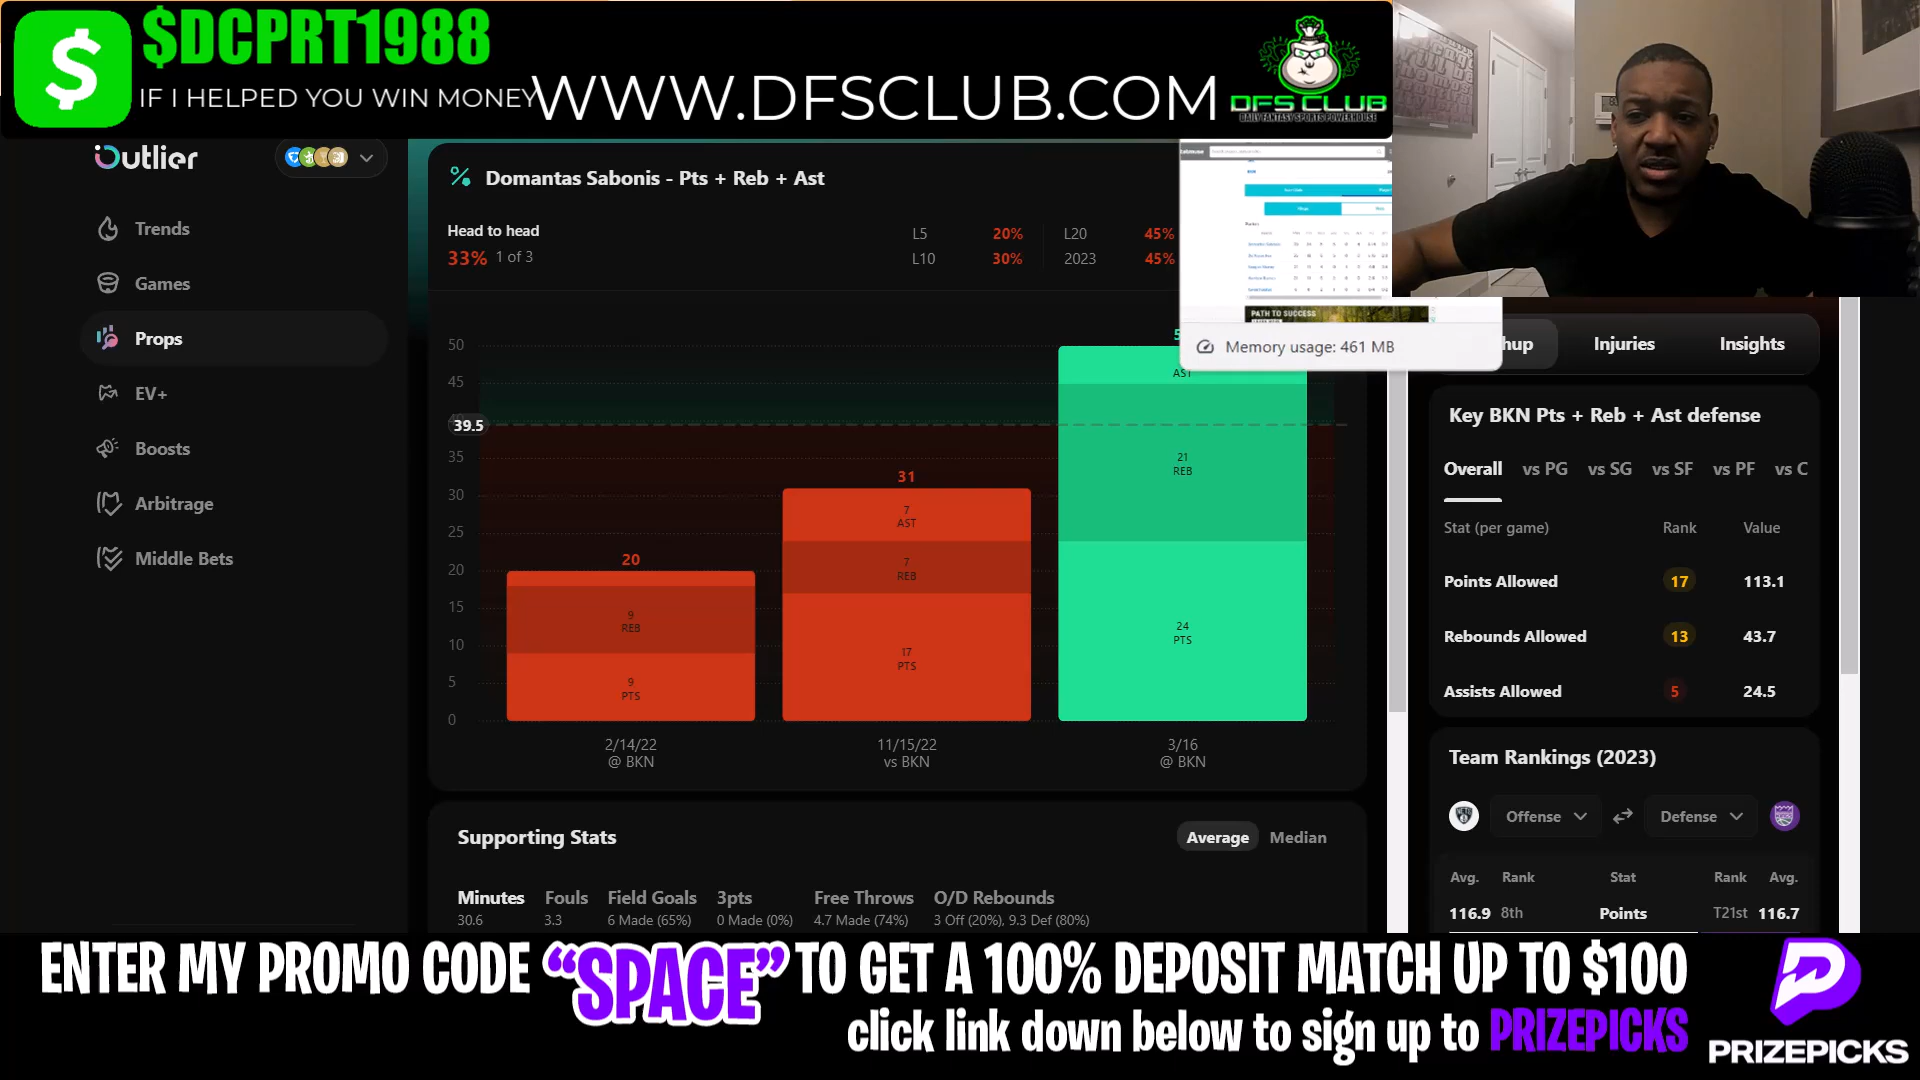 $DCPRT1988
IF I HELPED YOU WIN MONEY
WWW.DFSCLUB.COM
DFS CLUB
DAILY FANTASY SPORTS POWERHOUSE
Outlier
Trends
Games
Props
EV+
Boosts
Arbitrage
Middle Bets
Domantas Sabonis - Pts + Reb + Ast
Head to head
33% 1 of 3
L5 20% L20 45%
L10 30% 2023 45%
PATH TO SUCCESS
Memory usage: 461 MB
50
45
39.5
35
30
25
20
15
10
5
0
20
9
REB
9
PTS
31
7
AST
7
REB
17
PTS
AST
21
REB
24
PTS
2/14/22
@ BKN
11/15/22
vs BKN
3/16
@ BKN
Supporting Stats
Average Median
Minutes Fouls Field Goals 3pts Free Throws O/D Rebounds
30.6 3.3 6 Made (65%) 0 Made (0%) 4.7 Made (74%) 3 Off (20%), 9.3 Def (80%)
hup Injuries Insights
Key BKN Pts + Reb + Ast defense
Overall vs PG vs SG vs SF vs PF vs C
Stat (per game) Rank Value
Points Allowed 17 113.1
Rebounds Allowed 13 43.7
Assists Allowed 5 24.5
Team Rankings (2023)
Offense Defense
Avg. Rank Stat Rank Avg.
116.9 8th Points T21st 116.7
ENTER MY PROMO CODE “SPACE” TO GET A 100% DEPOSIT MATCH UP TO $100
click link down below to sign up to PRIZEPICKS
PRIZEPICKS